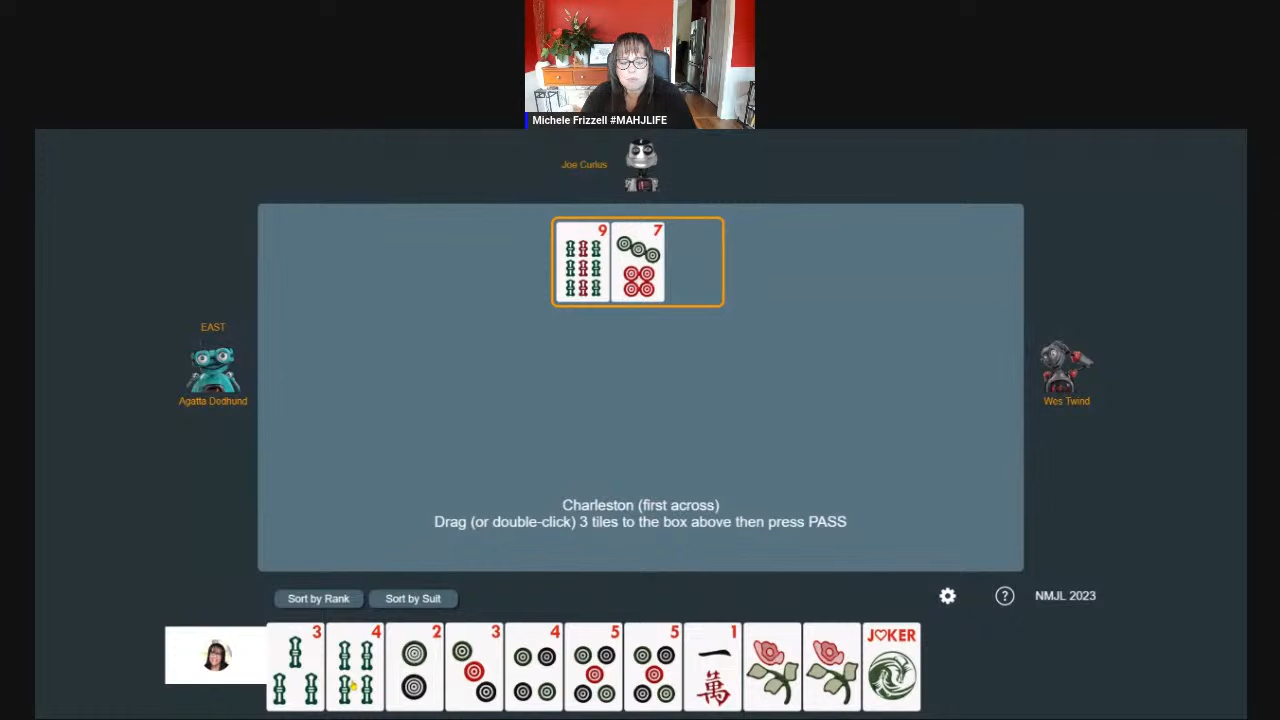 Michele Frizzell #MAHJLIFE
Joe Curlus
9 7
EAST
Agatta Dedhund
Wes Twind
Charleston (first across)
Drag (or double-click) 3 tiles to the box above then press PASS
Sort by Rank
Sort by Suit
?
NMJL 2023
3 4 2 3 4 5 5 1 JOKER
一
萬